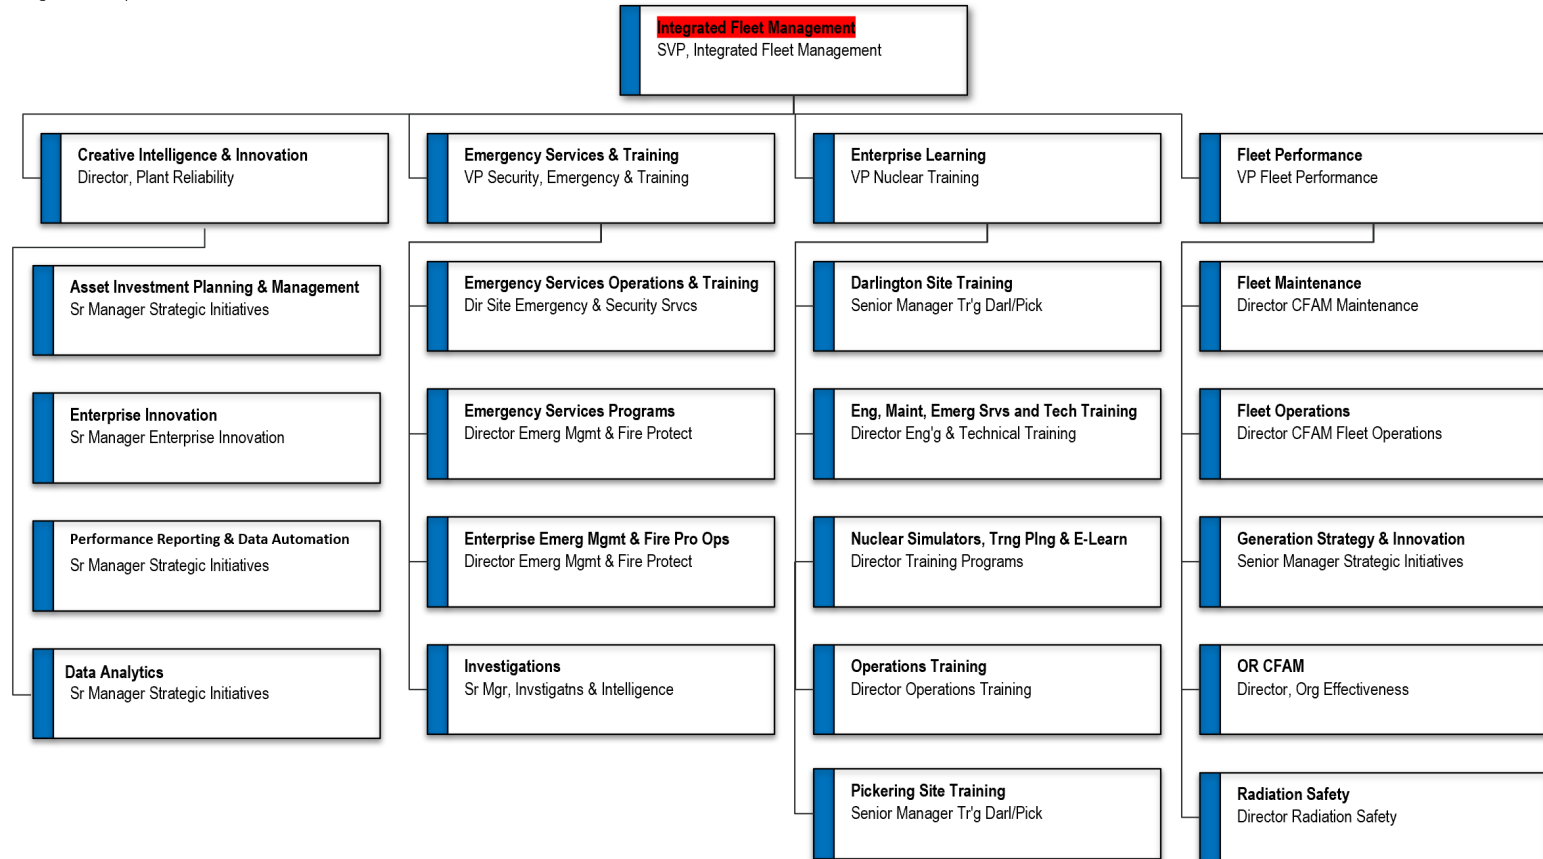 Integrated Fleet Management
SVP, Integrated Fleet Management
Creative Intelligence & Innovation
Director, Plant Reliability
Emergency Services & Training
VP Security, Emergency & Training
Enterprise Learning
VP Nuclear Training
Fleet Performance
VP Fleet Performance
Asset Investment Planning & Management
Sr Manager Strategic Initiatives
Enterprise Innovation
Sr Manager Enterprise Innovation
Performance Reporting & Data Automation
Sr Manager Strategic Initiatives
Data Analytics
Sr Manager Strategic Initiatives
Emergency Services Operations & Training
Dir Site Emergency & Security Srvcs
Emergency Services Programs
Director Emerg Mgmt & Fire Protect
Enterprise Emerg Mgmt & Fire Pro Ops
Director Emerg Mgmt & Fire Protect
Investigations
Sr Mgr, Invstigatns & Intelligence
Darlington Site Training
Senior Manager Tr'g Darl/Pick
Eng, Maint, Emerg Srvs and Tech Training
Director Eng'g & Technical Training
Nuclear Simulators, Trng Plng & E-Learn
Director Training Programs
Operations Training
Director Operations Training
Pickering Site Training
Senior Manager Tr'g Darl/Pick
Fleet Maintenance
Director CFAM Maintenance
Fleet Operations
Director CFAM Fleet Operations
Generation Strategy & Innovation
Senior Manager Strategic Initiatives
OR CFAM
Director, Org Effectiveness
Radiation Safety
Director Radiation Safety